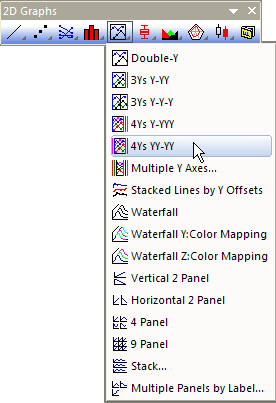 2D Graphs
Double-Y
3Ys Y-YY
3Ys Y-Y-Y
4Ys Y-YYY
4Ys YY-YY
Multiple Y Axes...
Stacked Lines by Y Offsets
Waterfall
Waterfall Y:Color Mapping
Waterfall Z:Color Mapping
Vertical 2 Panel
Horizontal 2 Panel
4 Panel
9 Panel
Stack...
Multiple Panels by Label...